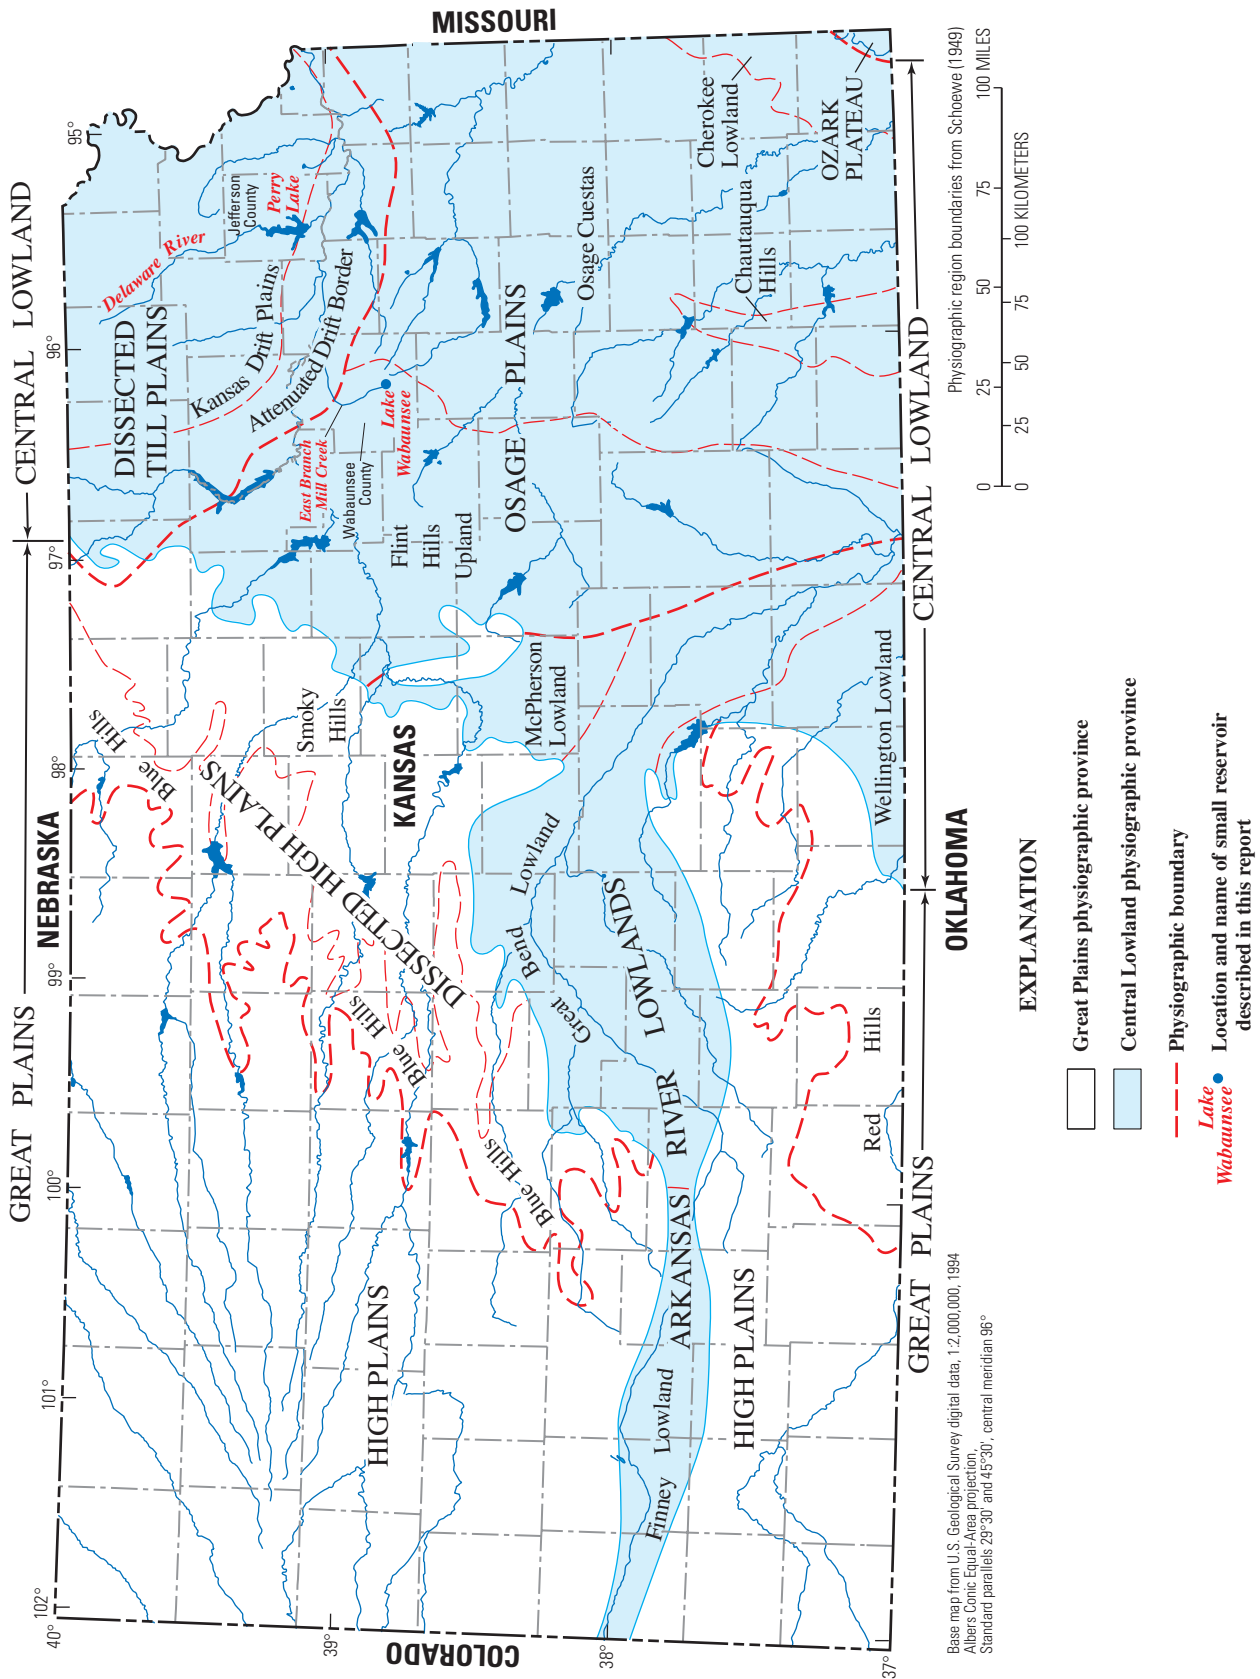 GREAT PLAINS
CENTRAL LOWLAND
NEBRASKA
102°
101°
100°
99°
98°
97°
96°
95°
40°
39°
38°
37°
COLORADO
MISSOURI
KANSAS
OKLAHOMA
HIGH PLAINS
DISSECTED HIGH PLAINS
Blue
Hills
Blue
Hills
Blue Hills
Smoky
Hills
DISSECTED
TILL PLAINS
Kansas Drift Plains
Attenuated Drift Border
Delaware River
Jefferson
County
Perry
Lake
East Branch
Mill Creek
Wabaunsee
County
Lake
Wabaunsee
Flint
Hills
Upland
OSAGE PLAINS
Osage Cuestas
McPherson
Lowland
Great Bend Lowland
ARKANSAS RIVER LOWLANDS
Finney Lowland
HIGH PLAINS
Red Hills
Wellington Lowland
Chautauqua
Hills
Cherokee
Lowland
OZARK
PLATEAU
GREAT PLAINS
CENTRAL LOWLAND
Base map from U.S. Geological Survey digital data, 1:2,000,000, 1994
Albers Conic Equal-Area projection,
Standard parallels 29°30' and 45°30', central meridian 96°
Physiographic region boundaries from Schoewe (1949)
0 25 50 75 100 MILES
0 25 50 75 100 KILOMETERS
EXPLANATION
Great Plains physiographic province
Central Lowland physiographic province
Physiographic boundary
Lake
Wabaunsee
Location and name of small reservoir
described in this report